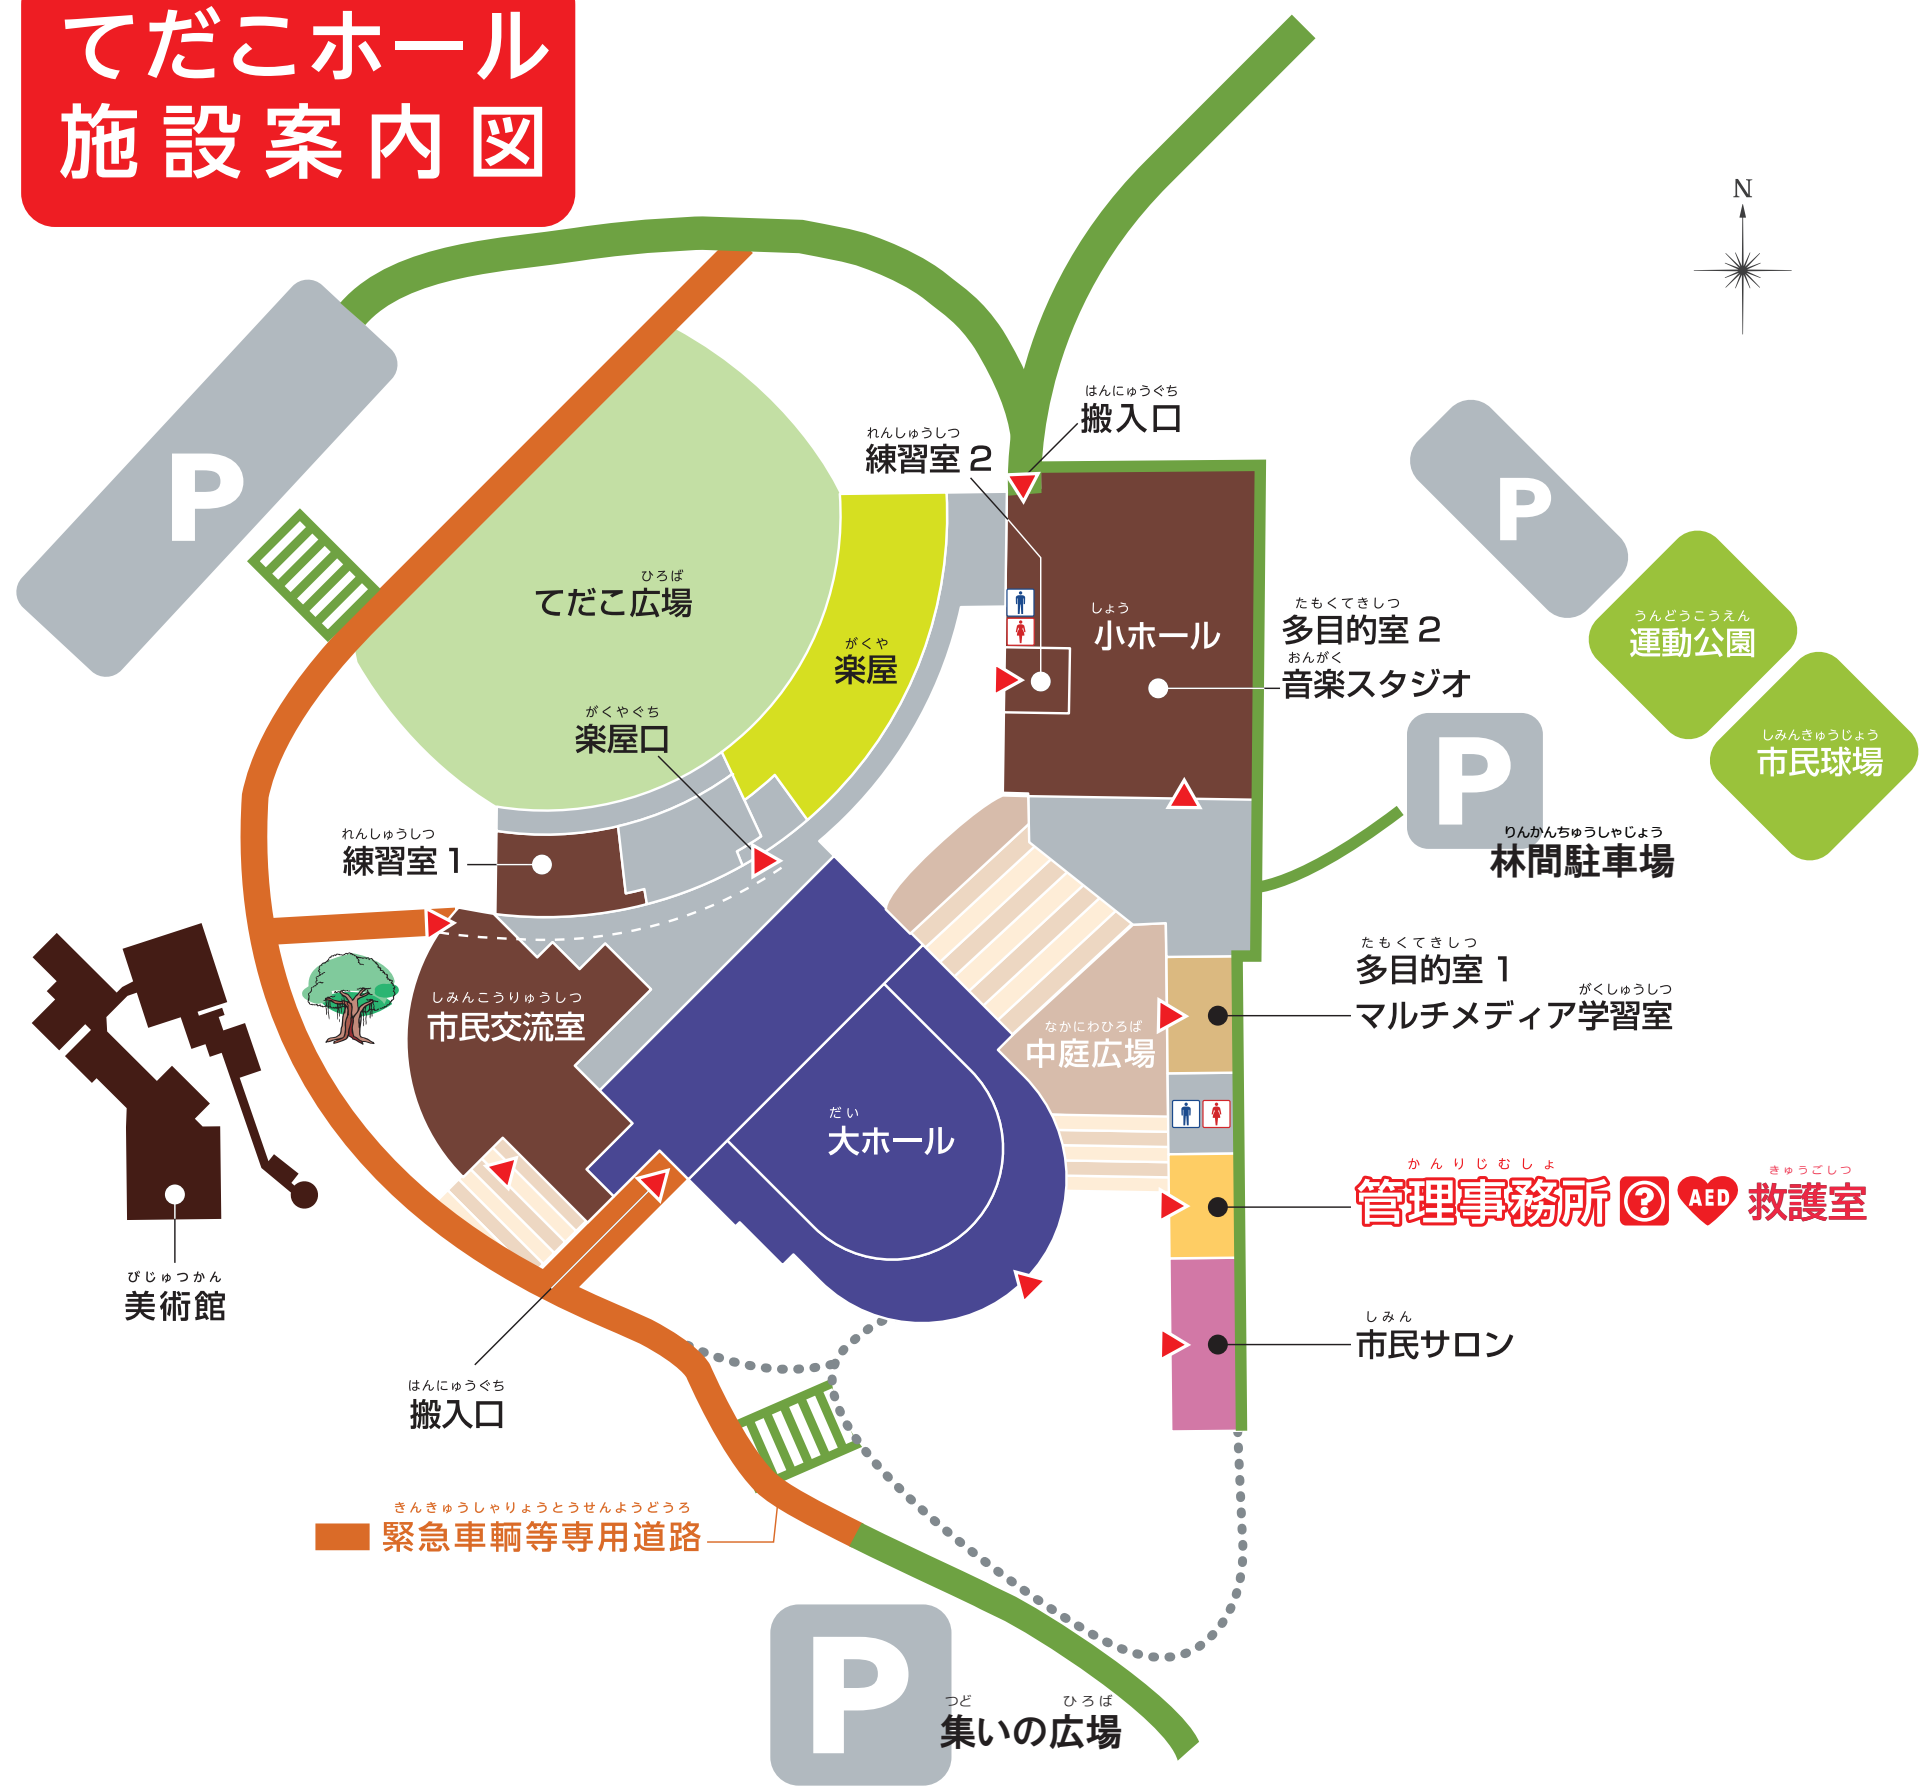 てだこホール
施設案内図
N
はんにゅうぐち
搬入口
れんしゅうしつ
練習室 2
P
P
ひろば
てだこ広場
しょう
小ホール
たもくてきしつ
多目的室 2
おんがく
音楽スタジオ
うんどうこうえん
運動公園
がくや
楽屋
がくやぐち
楽屋口
P
しみんきゅうじょう
市民球場
れんしゅうしつ
練習室 1
りんかんちゅうしゃじょう
林間駐車場
たもくてきしつ
多目的室 1
がくしゅうしつ
マルチメディア学習室
しみんこうりゅうしつ
市民交流室
なかにわひろば
中庭広場
だい
大ホール
かんりじむしょ
管理事務所
?
AED
きゅうごしつ
救護室
びじゅつかん
美術館
しみん
市民サロン
はんにゅうぐち
搬入口
きんきゅうしゃりょうとうせんようどうろ
緊急車輌等専用道路
P
つど ひろば
集いの広場